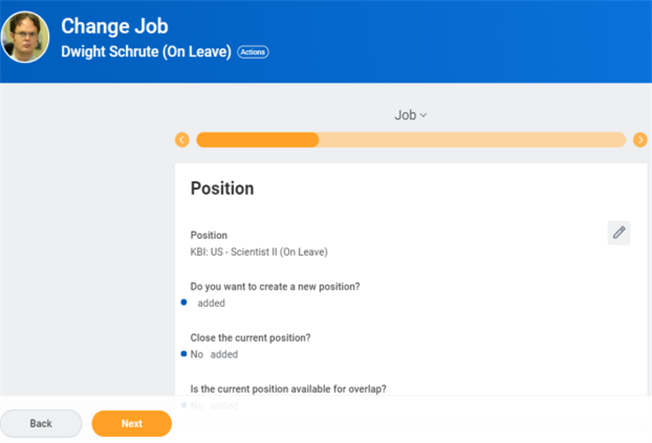 Change Job
Dwight Schrute (On Leave) Actions
Job
Position
Position
KBI: US - Scientist II (On Leave)
Do you want to create a new position?
added
Close the current position?
No added
Is the current position available for overlap?
No added
Back Next